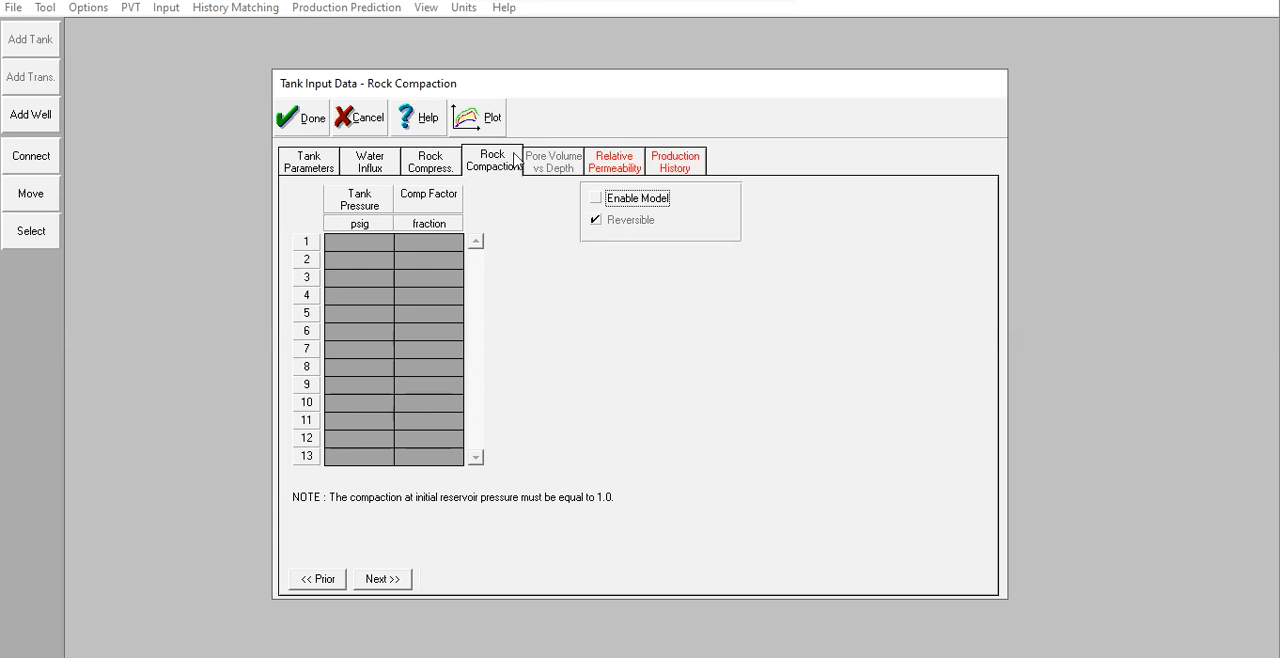 File Tool Options PVT Input History Matching Production Prediction View Units Help
Add Tank
Add Trans.
Add Well
Connect
Move
Select
Tank Input Data - Rock Compaction
Done Cancel Help Plot
Tank Parameters
Water Influx
Rock Compress.
Rock Compaction
Pore Volume vs Depth
Relative Permeability
Production History
Tank Pressure
Comp Factor
psig fraction
1
2
3
4
5
6
7
8
9
10
11
12
13
Enable Model
Reversible
NOTE : The compaction at initial reservoir pressure must be equal to 1.0.
<< Prior Next >>